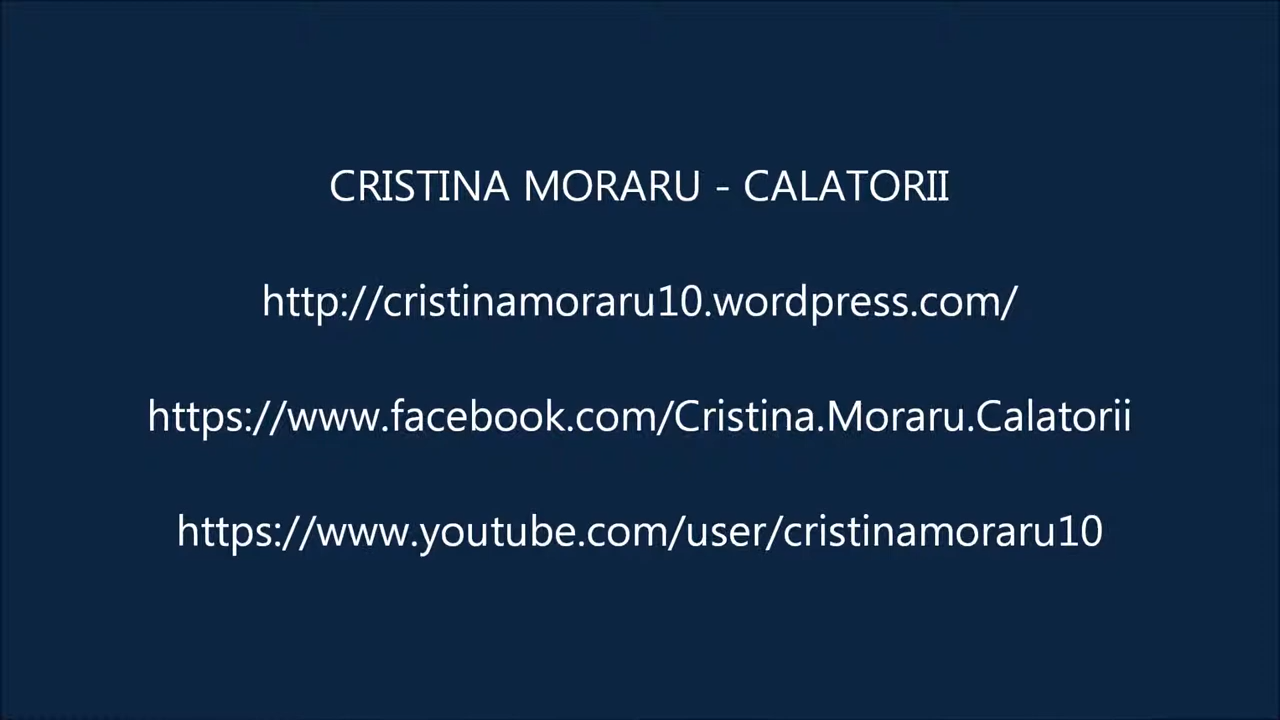 CRISTINA MORARU - CALATORII
http://cristinamoraru10.wordpress.com/
https://www.facebook.com/Cristina.Moraru.Calatorii
https://www.youtube.com/user/cristinamoraru10